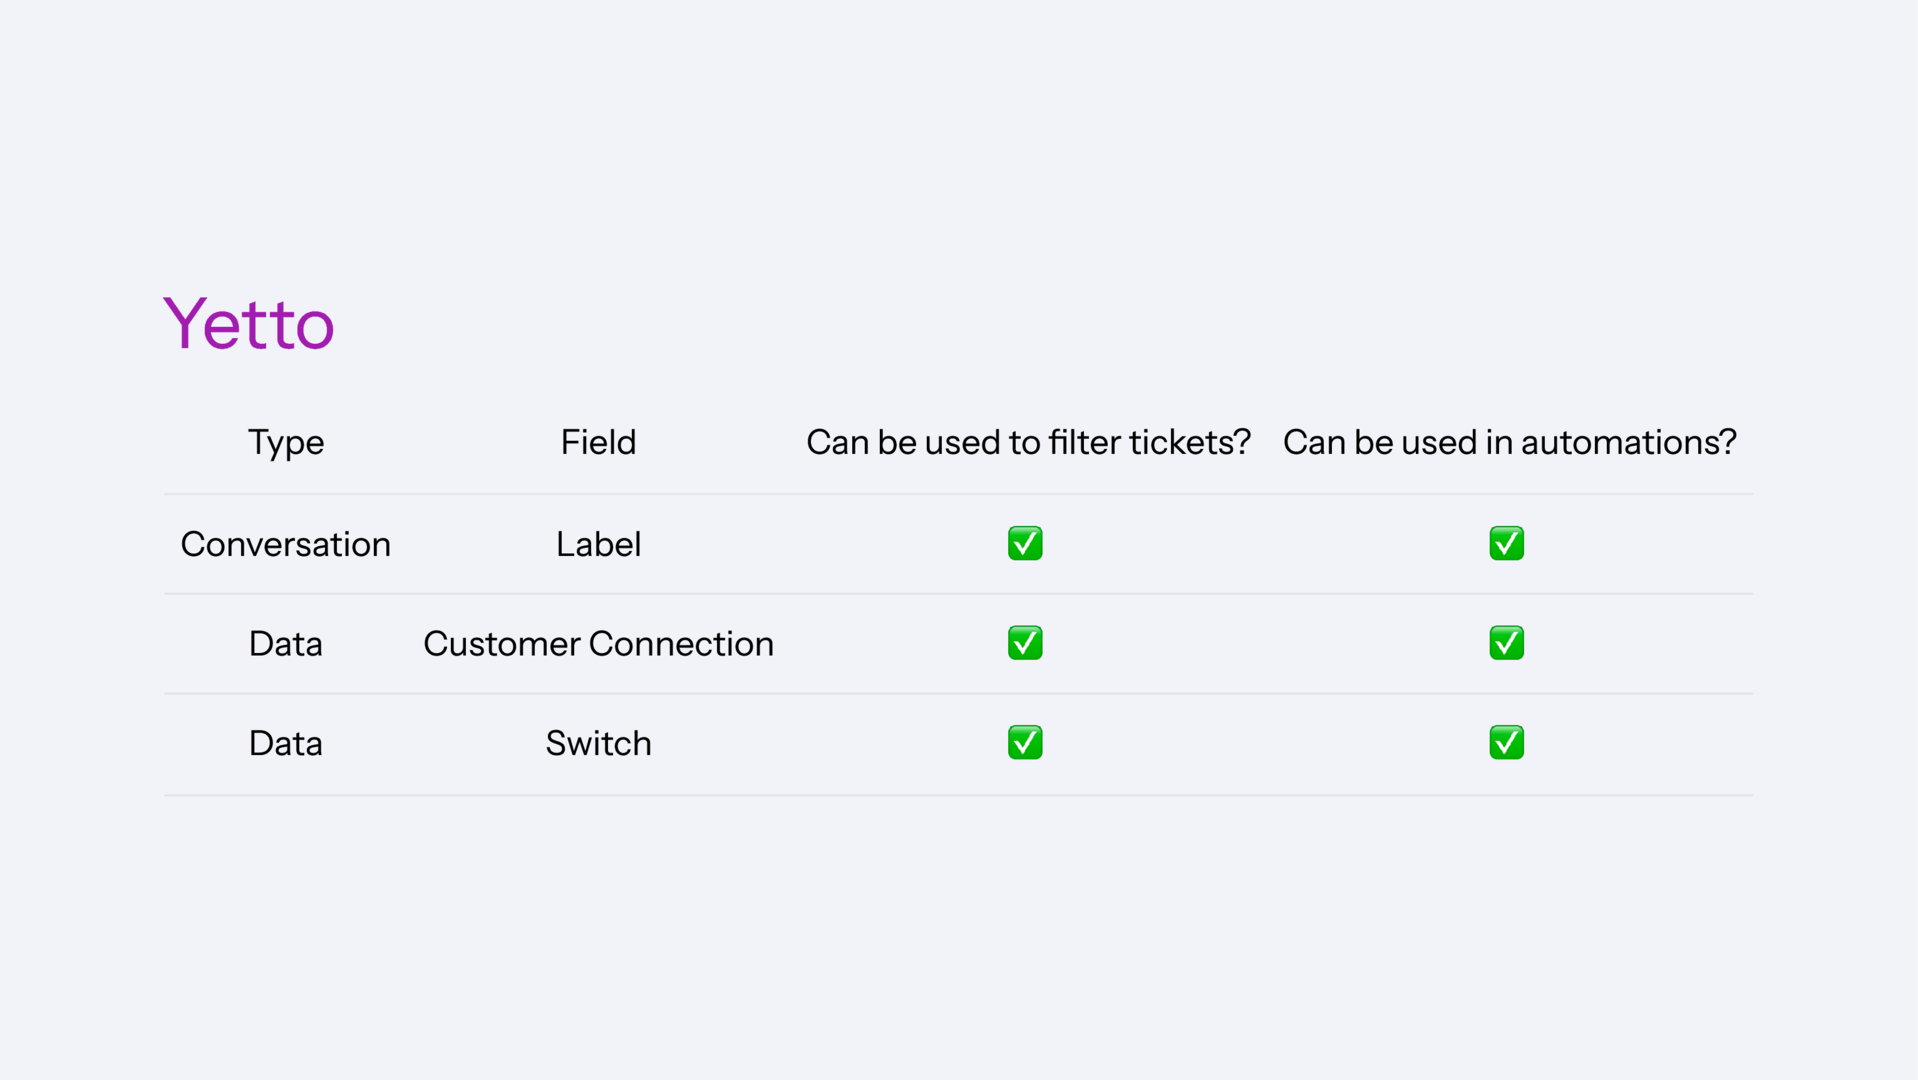 Yetto
Type Field Can be used to filter tickets? Can be used in automations?
Conversation Label ✅ ✅
Data Customer Connection ✅ ✅
Data Switch ✅ ✅